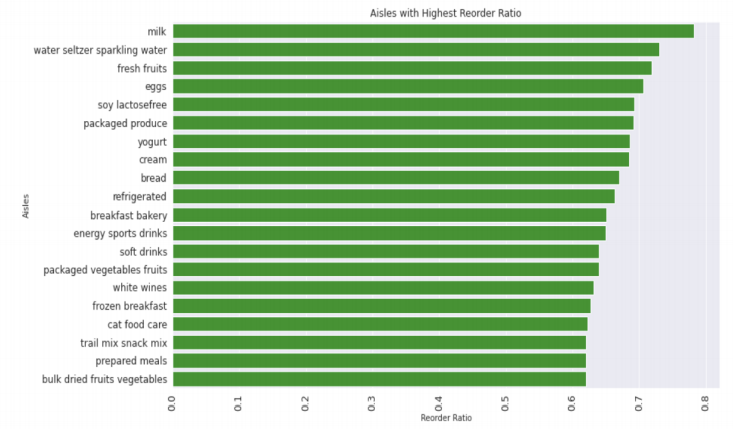 Aisles with Highest Reorder Ratio
milk
water seltzer sparkling water
fresh fruits
eggs
soy lactosefree
packaged produce
yogurt
cream
bread
refrigerated
breakfast bakery
energy sports drinks
soft drinks
packaged vegetables fruits
white wines
frozen breakfast
cat food care
trail mix snack mix
prepared meals
bulk dried fruits vegetables
Aisles
0.0 0.1 0.2 0.3 0.4 0.5 0.6 0.7 0.8
Reorder Ratio